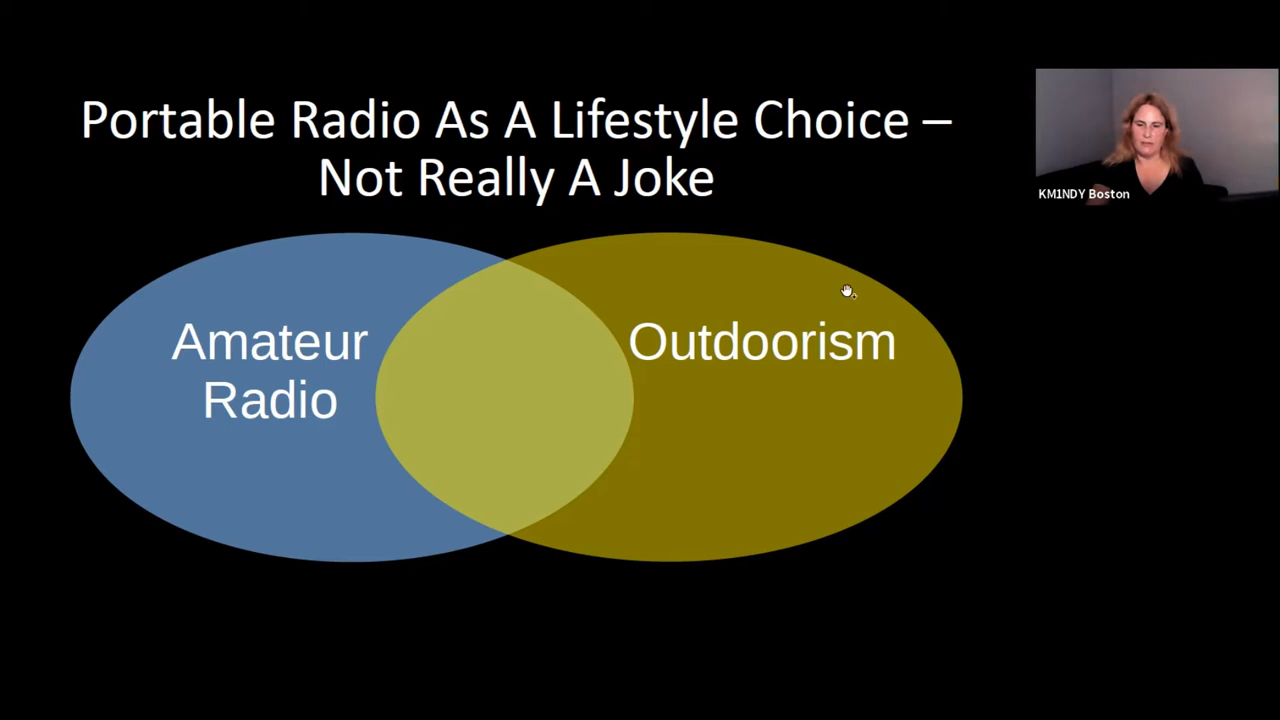 Portable Radio As A Lifestyle Choice –
Not Really A Joke
KM1NDY Boston
Amateur
Radio
Outdoorism